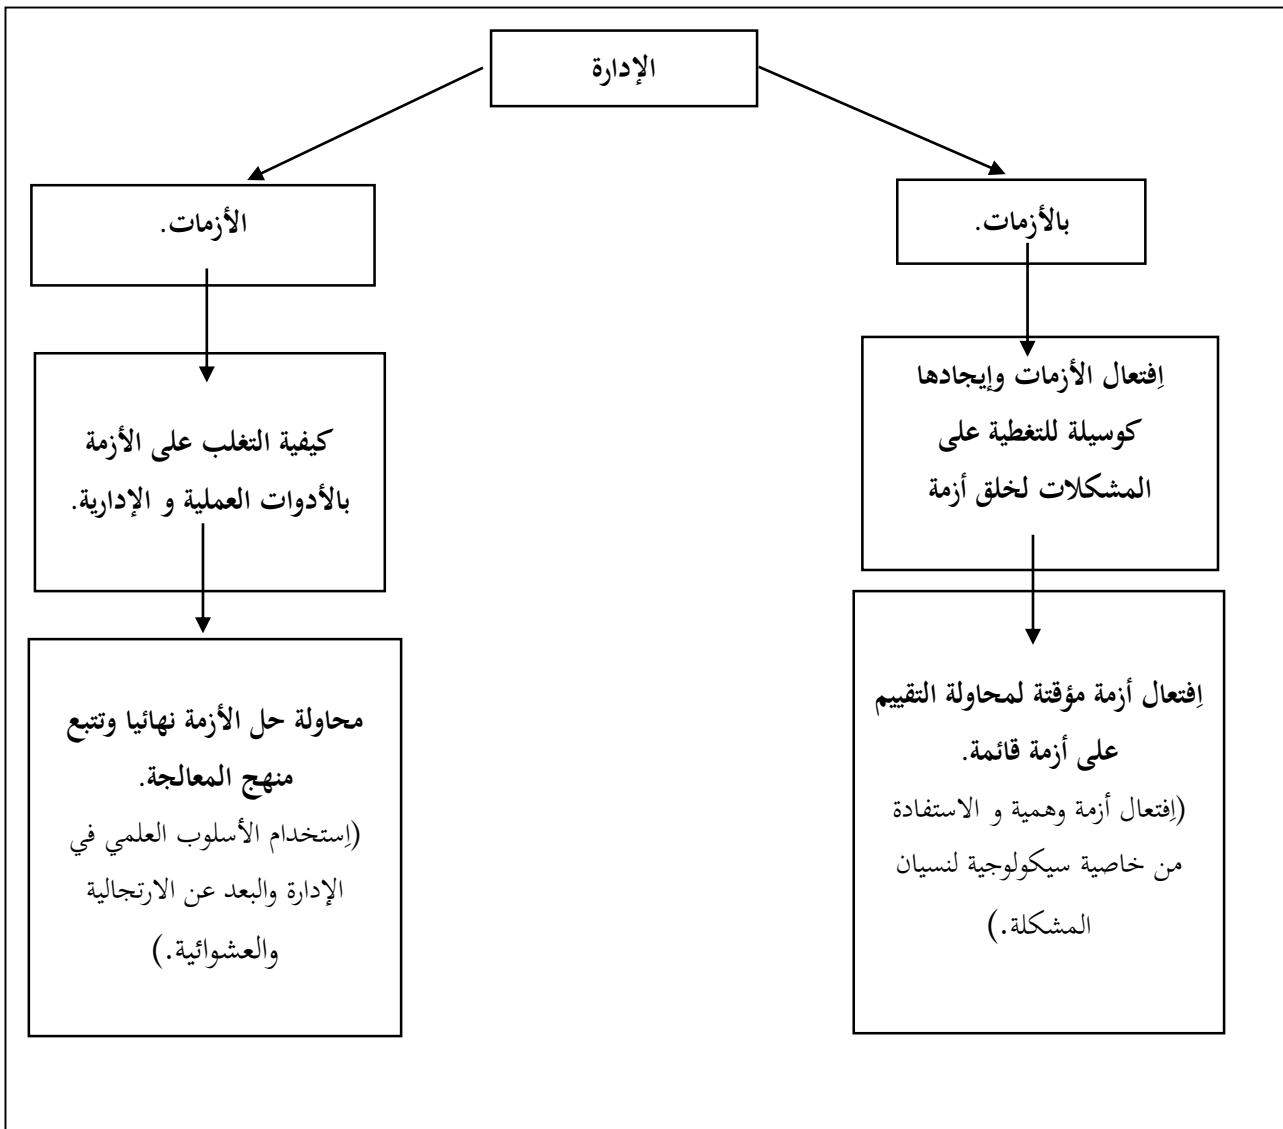 الإدارة
بالأزمات.
الأزمات.
اِفتعال الأزمات وإيجادها
كوسيلة للتغطية على
المشكلات لخلق أزمة
كيفية التغلب على الأزمة
بالأدوات العملية و الإدارية.
اِفتعال أزمة مؤقتة لمحاولة التقييم
على أزمة قائمة.
(اِفتعال أزمة وهمية و الاستفادة
من خاصية سيكولوجية لنسيان
المشكلة.)
محاولة حل الأزمة نهائيا وتتبع
منهج المعالجة.
(اِستخدام الأسلوب العلمي في
الإدارة والبعد عن الارتجالية
والعشوائية.)